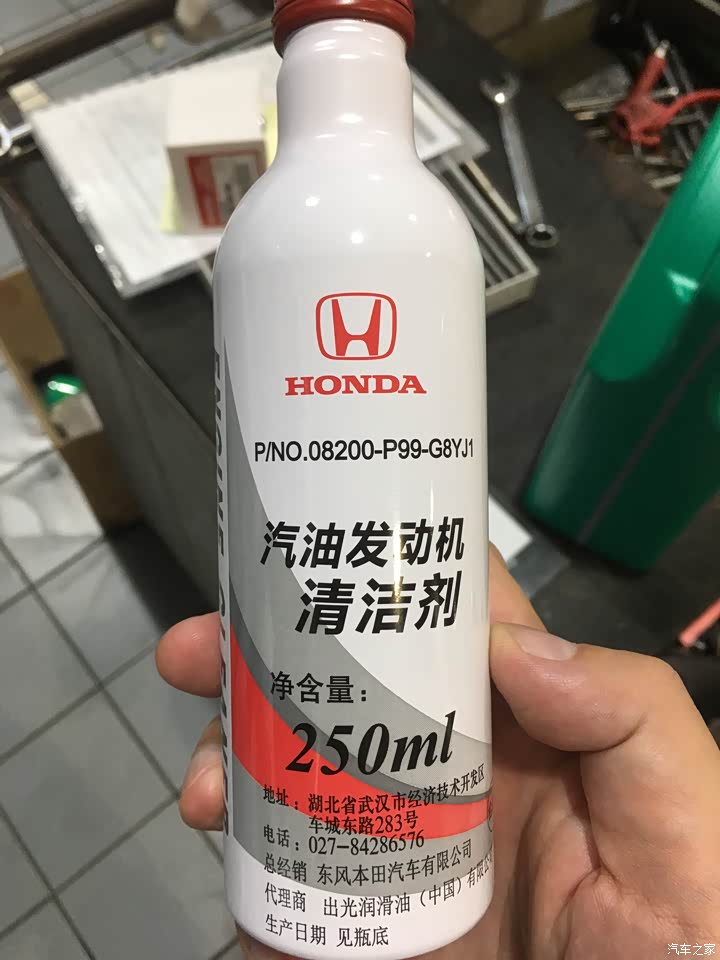 HONDA
P/NO.08200-P99-G8YJ1
汽油发动机
清洁剂
净含量：
250ml
地址：湖北省武汉市经济技术开发区
车城东路283号
电话：027-84286576
总经销 东风本田汽车有限公司
代理商 出光润滑油（中国）有限公
生产日期 见瓶底
汽车之家